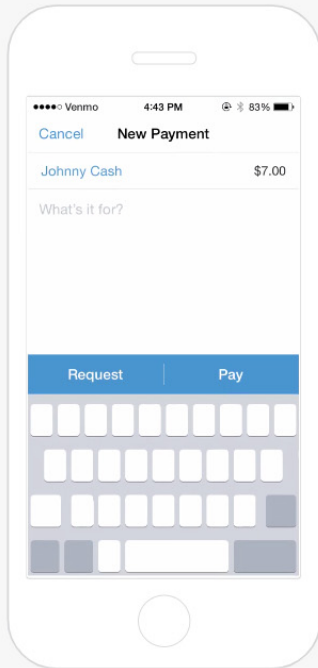 Venmo 4:43 PM 83%
Cancel New Payment
Johnny Cash $7.00
What's it for?
Request Pay